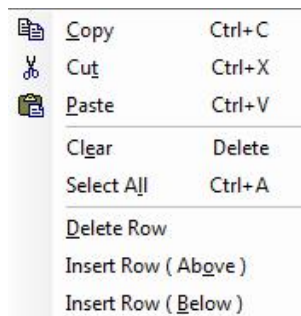 Copy Ctrl+C
Cut Ctrl+X
Paste Ctrl+V
Clear Delete
Select All Ctrl+A
Delete Row
Insert Row ( Above )
Insert Row ( Below )